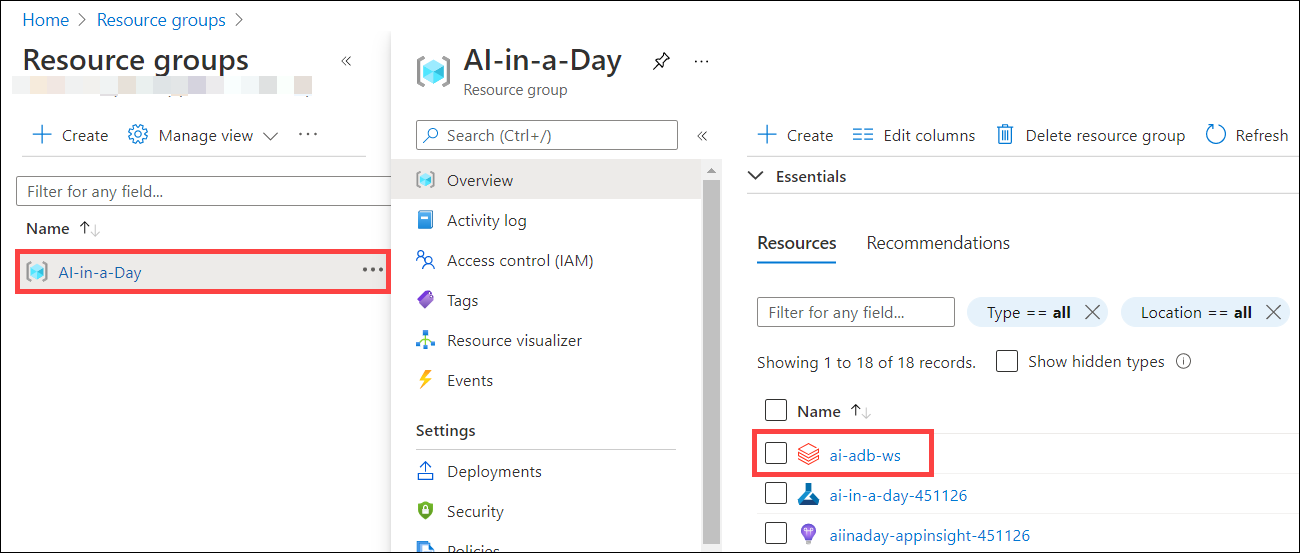 Home > Resource groups >
Resource groups «
+ Create Manage view ...
Filter for any field...
Name ↑↓
AI-in-a-Day ...
AI-in-a-Day ...
Resource group
Search (Ctrl+/) «
Overview
Activity log
Access control (IAM)
Tags
Resource visualizer
Events
Settings
Deployments
Security
Policies
+ Create Edit columns Delete resource group Refresh
Essentials
Resources Recommendations
Filter for any field... Type == all × Location == all ×
Showing 1 to 18 of 18 records. Show hidden types
Name ↑↓
ai-adb-ws
ai-in-a-day-451126
aiinaday-appinsight-451126